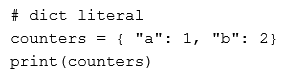 # dict literal
counters = { "a": 1, "b": 2}
print(counters)